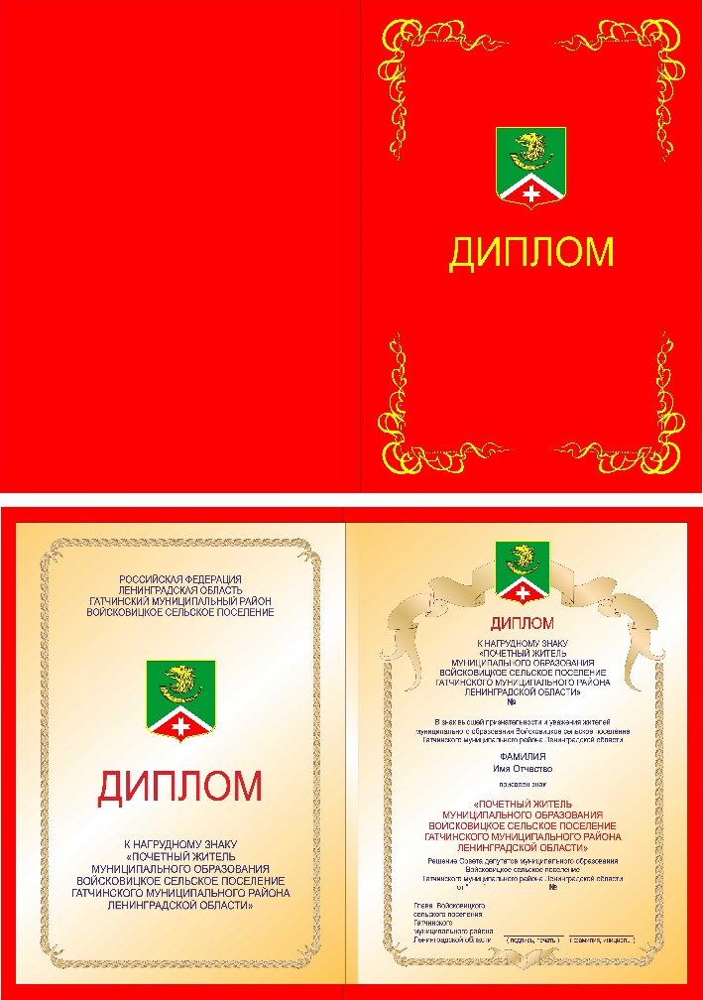 ДИПЛОМ
РОССИЙСКАЯ ФЕДЕРАЦИЯ
ЛЕНИНГРАДСКАЯ ОБЛАСТЬ
ГАТЧИНСКИЙ МУНИЦИПАЛЬНЫЙ РАЙОН
ВОЙСКОВИЦКОЕ СЕЛЬСКОЕ ПОСЕЛЕНИЕ
ДИПЛОМ
К НАГРУДНОМУ ЗНАКУ
«ПОЧЕТНЫЙ ЖИТЕЛЬ
МУНИЦИПАЛЬНОГО ОБРАЗОВАНИЯ
ВОЙСКОВИЦКОЕ СЕЛЬСКОЕ ПОСЕЛЕНИЕ
ГАТЧИНСКОГО МУНИЦИПАЛЬНОГО РАЙОНА
ЛЕНИНГРАДСКОЙ ОБЛАСТИ»
ДИПЛОМ
К НАГРУДНОМУ ЗНАКУ
«ПОЧЕТНЫЙ ЖИТЕЛЬ
МУНИЦИПАЛЬНОГО ОБРАЗОВАНИЯ
ВОЙСКОВИЦКОЕ СЕЛЬСКОЕ ПОСЕЛЕНИЕ
ГАТЧИНСКОГО МУНИЦИПАЛЬНОГО РАЙОНА
ЛЕНИНГРАДСКОЙ ОБЛАСТИ»
№
В знак высшей признательности и уважения жителей
муниципального образования Войсковицкое сельское поселение
Гатчинского муниципального района Ленинградской области
ФАМИЛИЯ
Имя Отчество
присвоен знак
«ПОЧЕТНЫЙ ЖИТЕЛЬ
МУНИЦИПАЛЬНОГО ОБРАЗОВАНИЯ
ВОЙСКОВИЦКОЕ СЕЛЬСКОЕ ПОСЕЛЕНИЕ
ГАТЧИНСКОГО МУНИЦИПАЛЬНОГО РАЙОНА
ЛЕНИНГРАДСКОЙ ОБЛАСТИ»
Решение Совета депутатов муниципального образования
Войсковицкое сельское поселение
Гатчинского муниципального района Ленинградской области
от " " №
Глава Войсковицкого
сельского поселения
Гатчинского
муниципального района
Ленинградской области (подпись, печать) (фамилия, инициалы)